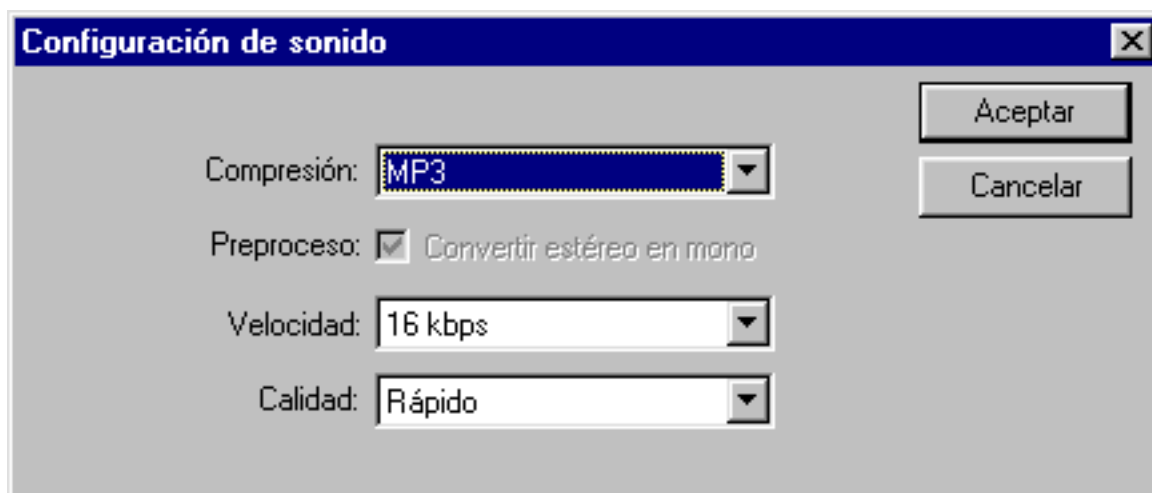 Configuración de sonido
Aceptar
Compresión: MP3
Cancelar
Preproceso: Convertir estéreo en mono
Velocidad: 16 kbps
Calidad: Rápido